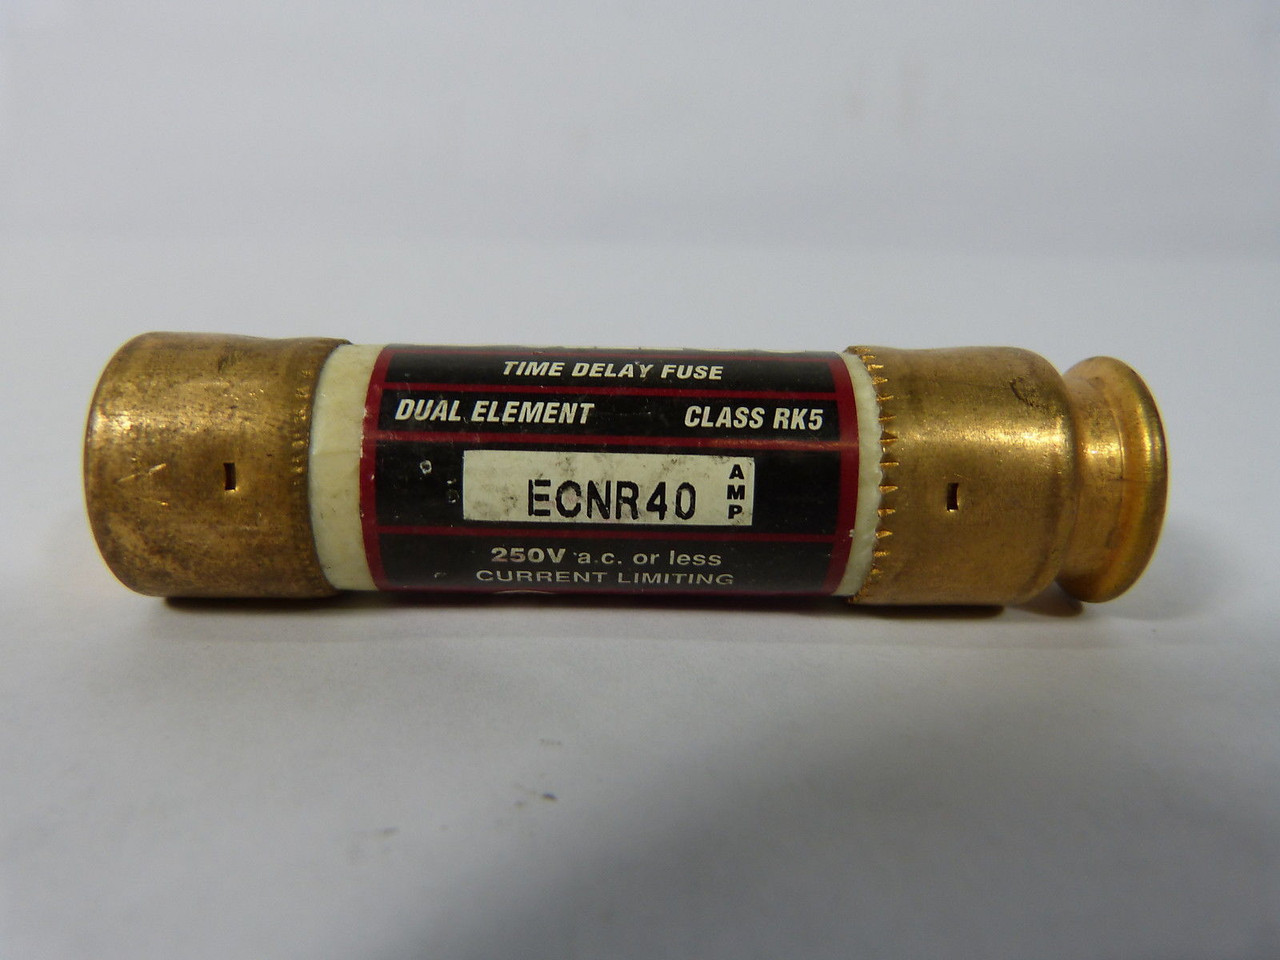 TIME DELAY FUSE
DUAL ELEMENT CLASS RK5
ECNR40 AMP
250V a.c. or less
CURRENT LIMITING